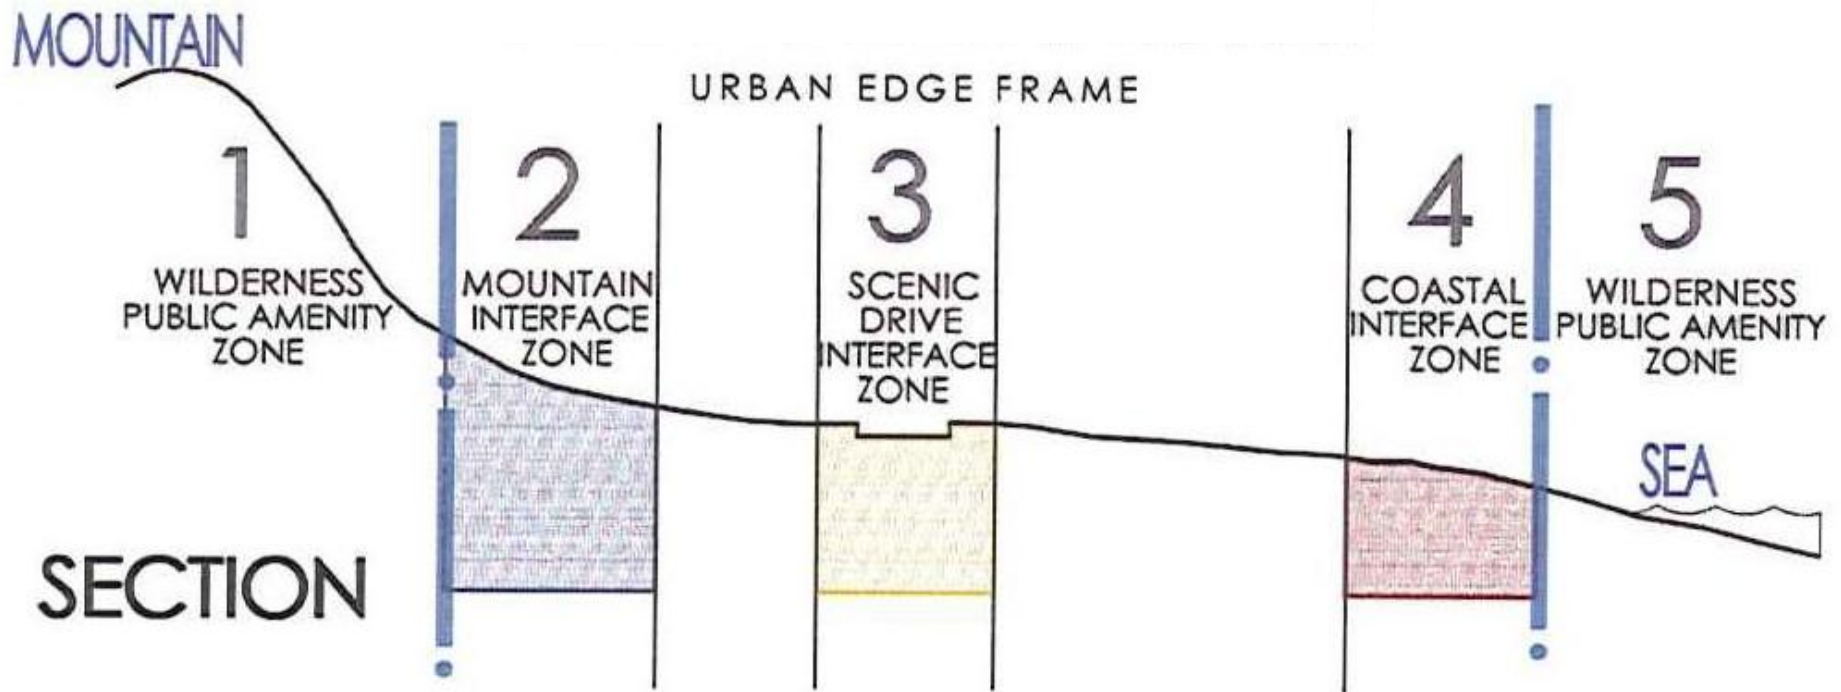 MOUNTAIN
URBAN EDGE FRAME
1
WILDERNESS
PUBLIC AMENITY
ZONE
2
MOUNTAIN
INTERFACE
ZONE
3
SCENIC
DRIVE
INTERFACE
ZONE
4
COASTAL
INTERFACE
ZONE
5
WILDERNESS
PUBLIC AMENITY
ZONE
SEA
SECTION